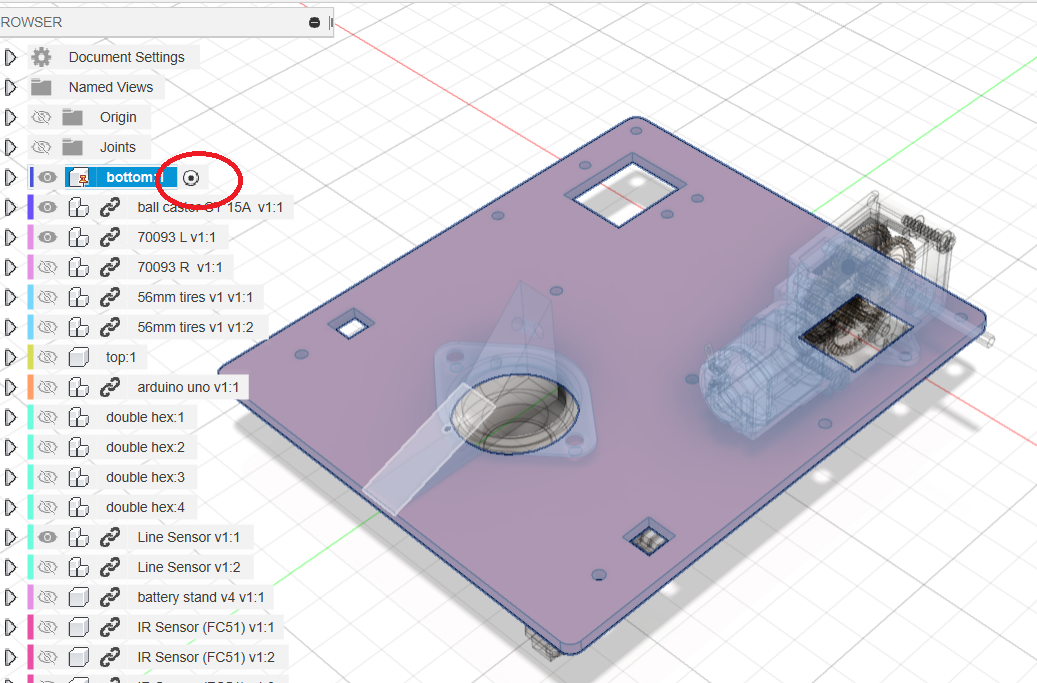 ROWSER
Document Settings
Named Views
Origin
Joints
bottom:
ball caster 15A v1:1
70093 L v1:1
70093 R v1:1
56mm tires v1 v1:1
56mm tires v1 v1:2
top:1
arduino uno v1:1
double hex:1
double hex:2
double hex:3
double hex:4
Line Sensor v1:1
Line Sensor v1:2
battery stand v4 v1:1
IR Sensor (FC51) v1:1
IR Sensor (FC51) v1:2